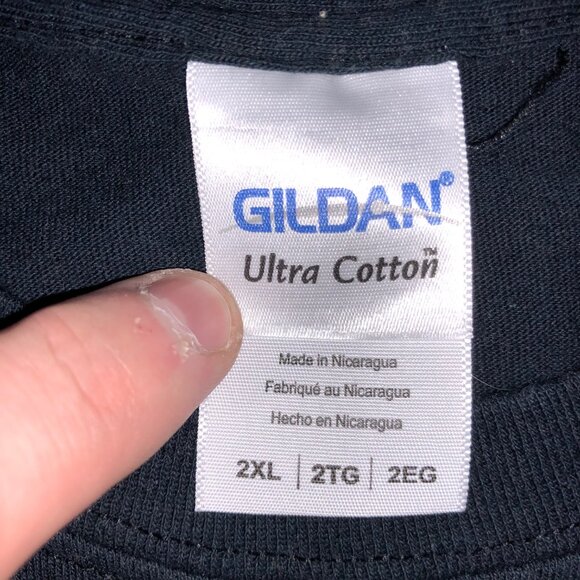 GILDAN®
Ultra Cotton™
Made in Nicaragua
Fabriqué au Nicaragua
Hecho en Nicaragua
2XL | 2TG | 2EG